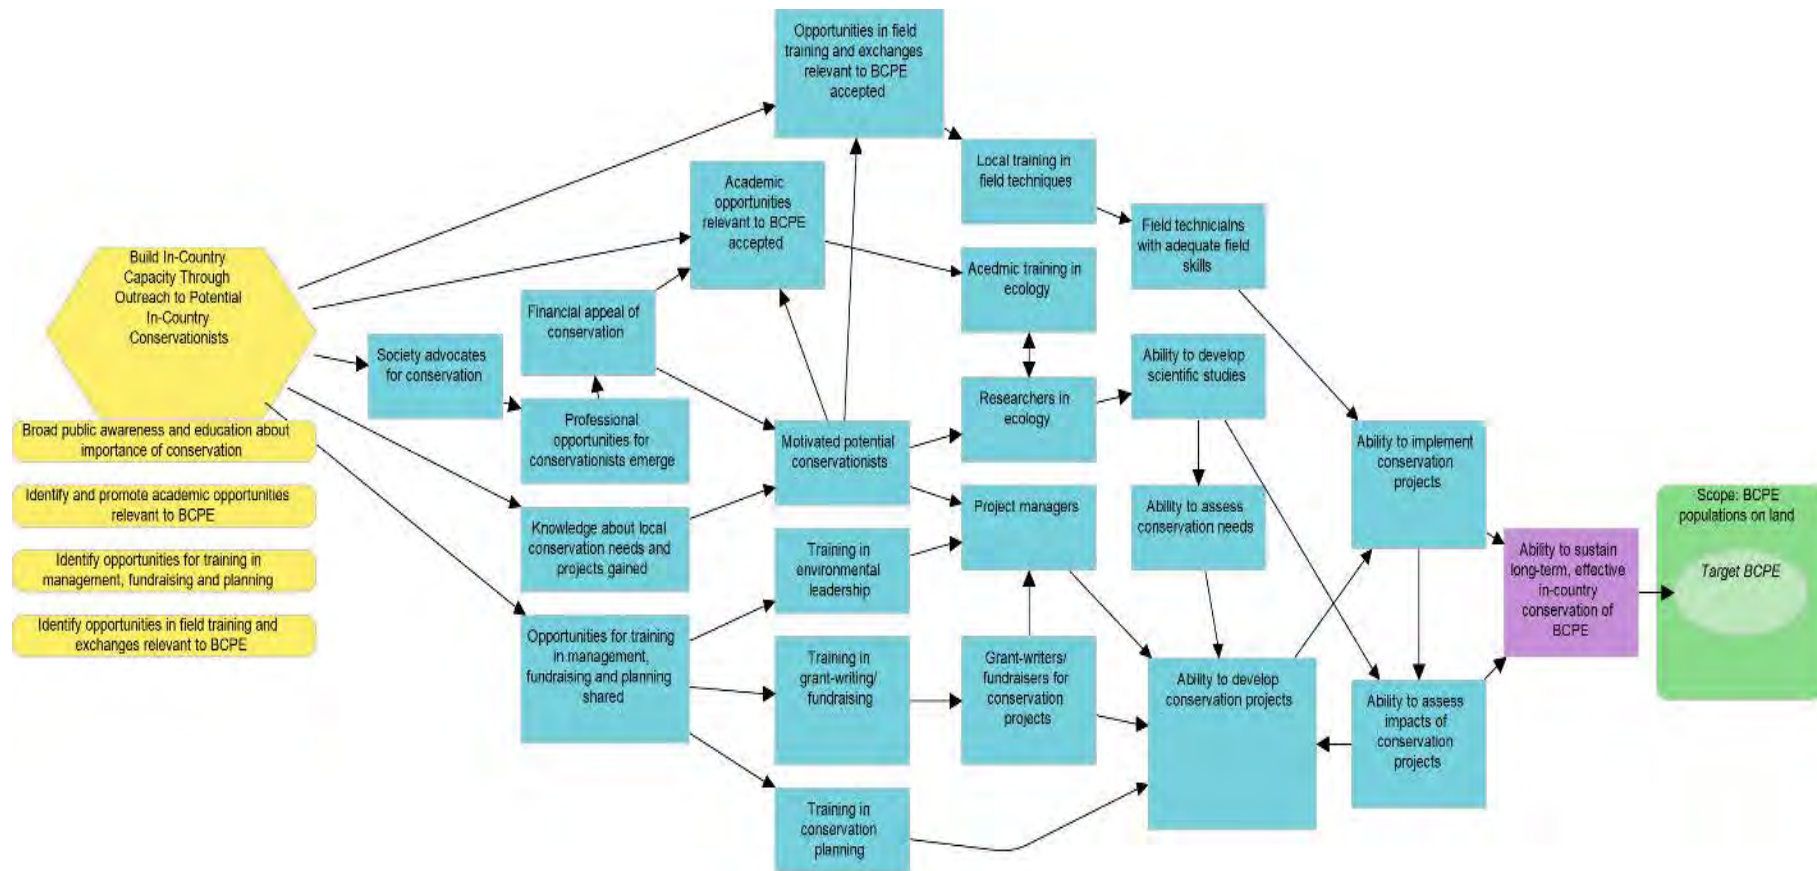 Opportunities in field
training and exchanges
relevant to BCPE
accepted
Local training in
field techniques
Academic
opportunities
relevant to BCPE
accepted
Field technicialns
with adequate field
skills
Build In-Country
Capacity Through
Outreach to Potential
In-Country
Conservationists
Acedmic training in
ecology
Financial appeal of
conservation
Society advocates
for conservation
Ability to develop
scientific studies
Researchers in
ecology
Professional
opportunities for
conservationists emerge
Broad public awareness and education about
importance of conservation
Motivated potential
conservationists
Ability to implement
conservation
projects
Identify and promote academic opportunities
relevant to BCPE
Knowledge about local
conservation needs and
projects gained
Project managers
Ability to assess
conservation needs
Scope: BCPE
populations on land
Target BCPE
Identify opportunities for training in
management, fundraising and planning
Training in
environmental
leadership
Ability to sustain
long-term, effective
in-country
conservation of
BCPE
Identify opportunities in field training and
exchanges relevant to BCPE
Opportunities for training
in management,
fundraising and planning
shared
Training in
grant-writing/
fundraising
Grant-writers/
fundraisers for
conservation
projects
Ability to develop
conservation projects
Ability to assess
impacts of
conservation
projects
Training in
conservation
planning